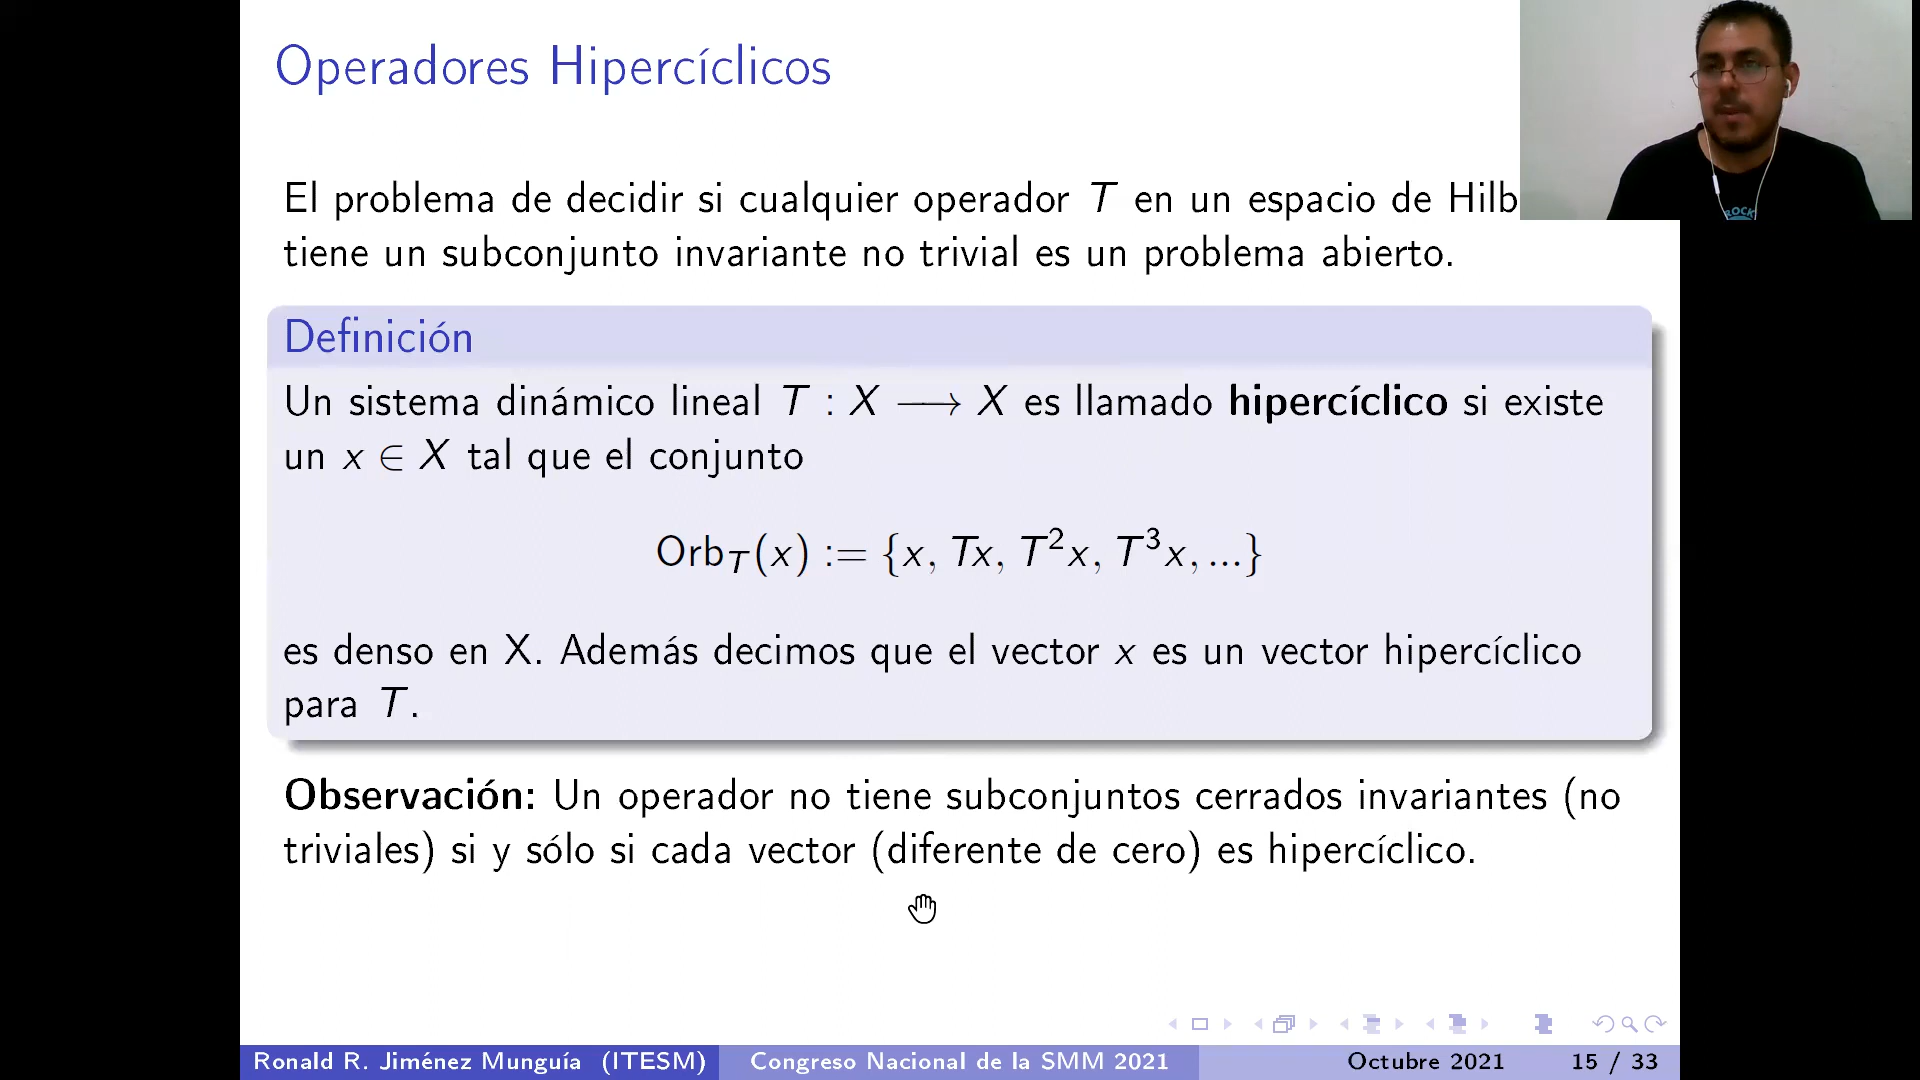 Operadores Hipercíclicos
El problema de decidir si cualquier operador T en un espacio de Hilb
tiene un subconjunto invariante no trivial es un problema abierto.
Definición
Un sistema dinámico lineal T : X ⟶ X es llamado hipercíclico si existe
un x ∈ X tal que el conjunto
Orb_T(x) := {x, Tx, T²x, T³x, ...}
es denso en X. Además decimos que el vector x es un vector hipercíclico
para T.
Observación: Un operador no tiene subconjuntos cerrados invariantes (no
triviales) si y sólo si cada vector (diferente de cero) es hipercíclico.
Ronald R. Jiménez Munguía (ITESM) Congreso Nacional de la SMM 2021 Octubre 2021 15 / 33
ROCK